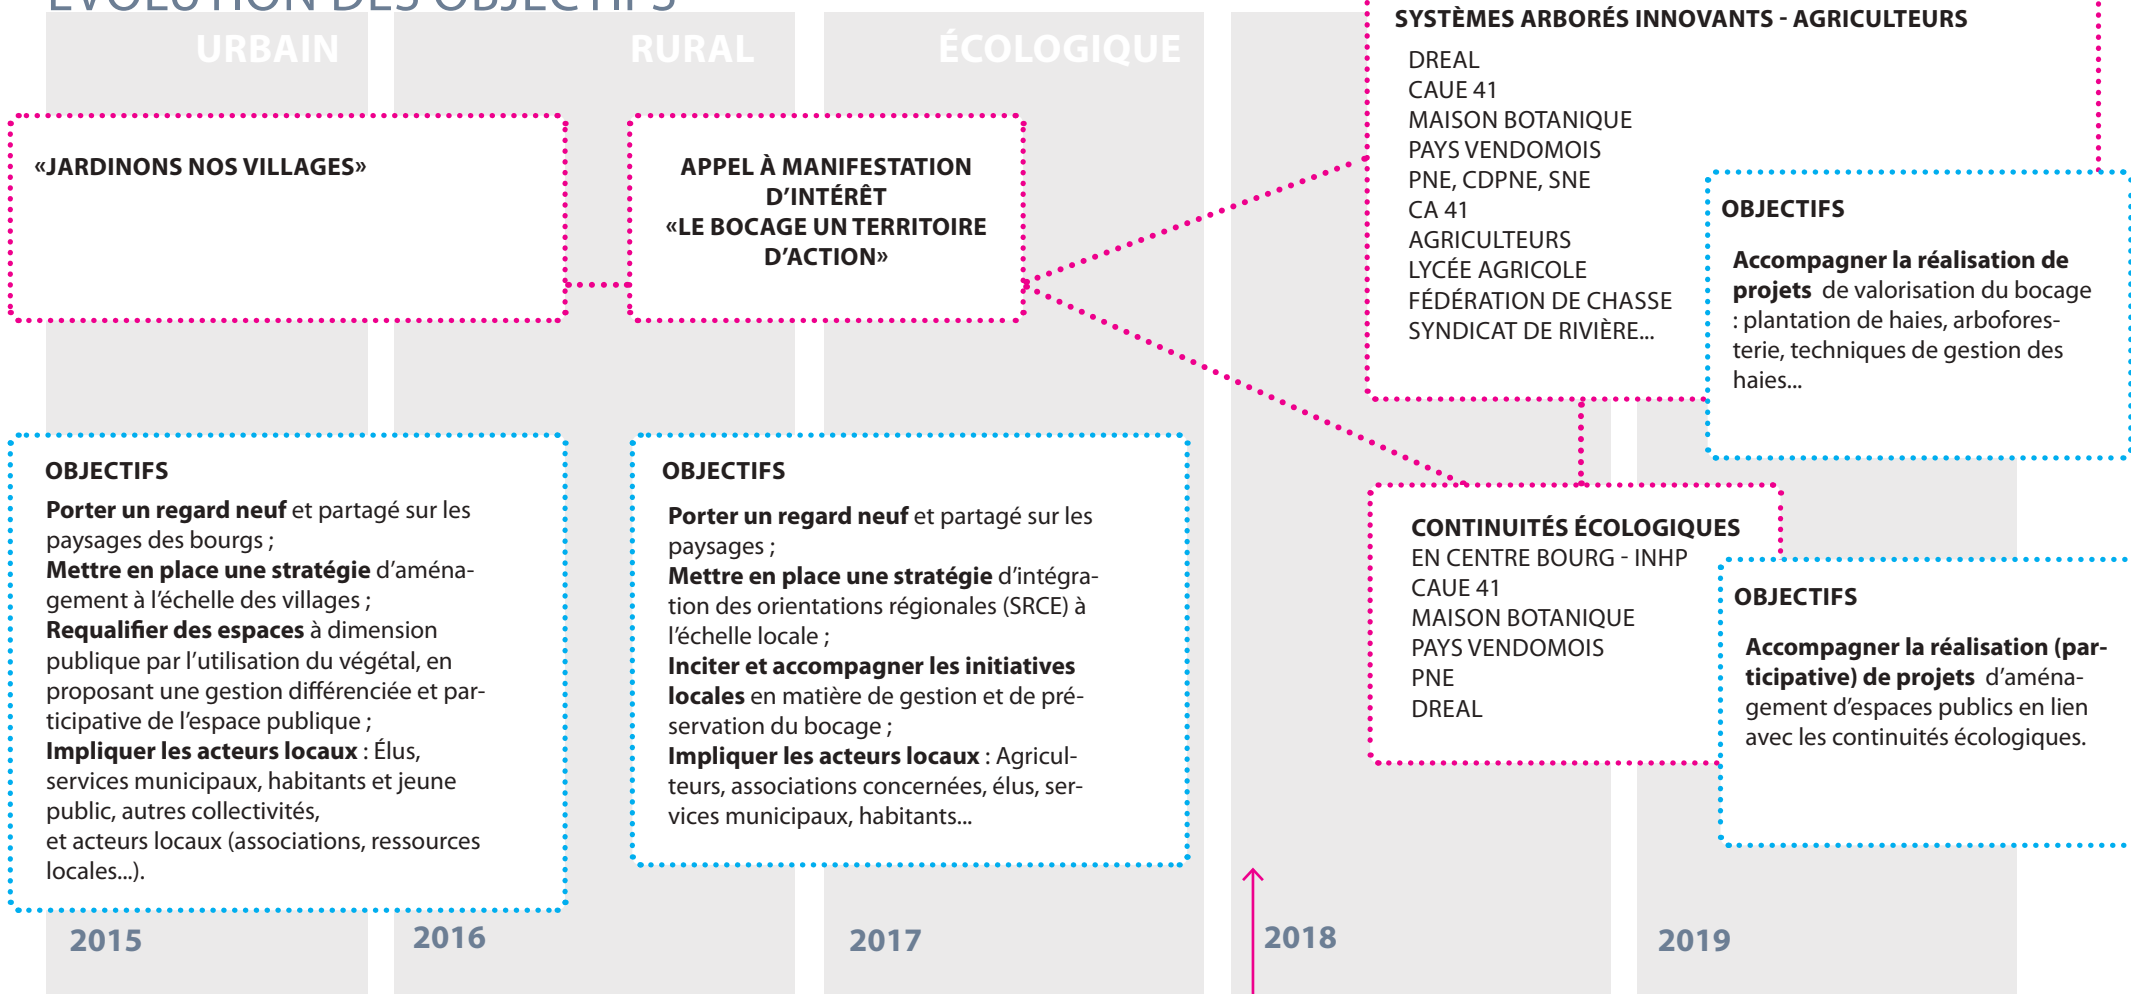 ÉVOLUTION DES OBJECTIFS
URBAIN
RURAL
ÉCOLOGIQUE
«JARDINONS NOS VILLAGES»
OBJECTIFS
Porter un regard neuf et partagé sur les
paysages des bourgs ;
Mettre en place une stratégie d'aména-
gement à l'échelle des villages ;
Requalifier des espaces à dimension
publique par l'utilisation du végétal, en
proposant une gestion différenciée et par-
ticipative de l'espace publique ;
Impliquer les acteurs locaux : Élus,
services municipaux, habitants et jeune
public, autres collectivités,
et acteurs locaux (associations, ressources
locales...).
APPEL À MANIFESTATION
D'INTÉRÊT
«LE BOCAGE UN TERRITOIRE
D'ACTION»
OBJECTIFS
Porter un regard neuf et partagé sur les
paysages ;
Mettre en place une stratégie d'intégra-
tion des orientations régionales (SRCE) à
l'échelle locale ;
Inciter et accompagner les initiatives
locales en matière de gestion et de pré-
servation du bocage ;
Impliquer les acteurs locaux : Agricul-
teurs, associations concernées, élus, ser-
vices municipaux, habitants...
SYSTÈMES ARBORÉS INNOVANTS - AGRICULTEURS
DREAL
CAUE 41
MAISON BOTANIQUE
PAYS VENDOMOIS
PNE, CDPNE, SNE
CA 41
AGRICULTEURS
LYCÉE AGRICOLE
FÉDÉRATION DE CHASSE
SYNDICAT DE RIVIÈRE...
OBJECTIFS
Accompagner la réalisation de
projets de valorisation du bocage
: plantation de haies, arbofores-
terie, techniques de gestion des
haies...
CONTINUITÉS ÉCOLOGIQUES
EN CENTRE BOURG - INHP
CAUE 41
MAISON BOTANIQUE
PAYS VENDOMOIS
PNE
DREAL
OBJECTIFS
Accompagner la réalisation (par-
ticipative) de projets d'aména-
gement d'espaces publics en lien
avec les continuités écologiques.
2015
2016
2017
2018
2019